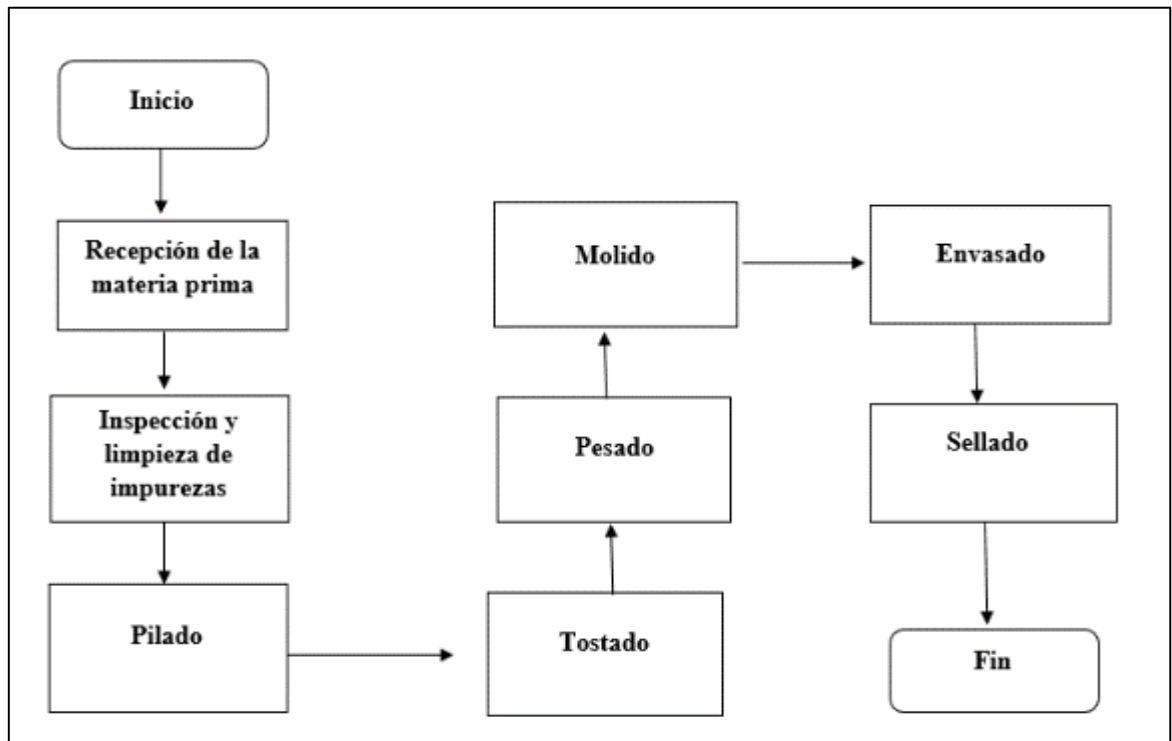 Inicio
Recepción de la
materia prima
Inspección y
limpieza de
impurezas
Pilado
Tostado
Pesado
Molido
Envasado
Sellado
Fin